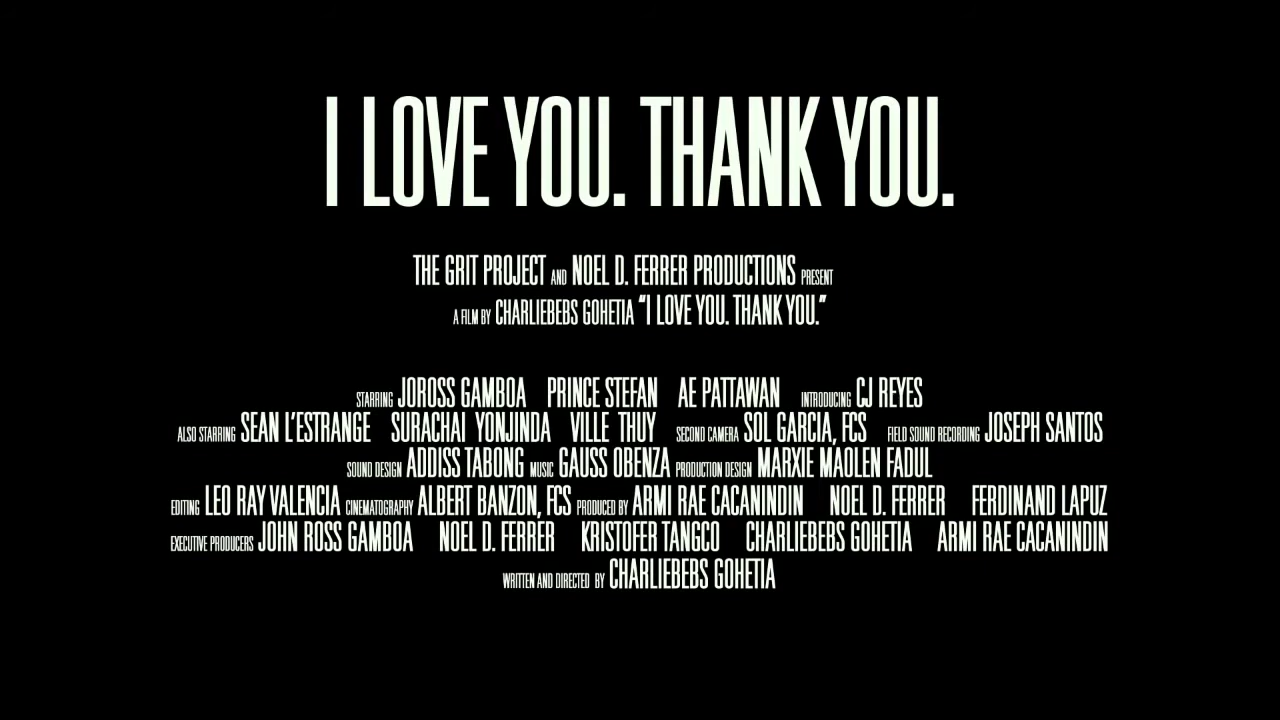 I LOVE YOU. THANK YOU.
THE GRIT PROJECT AND NOEL D. FERRER PRODUCTIONS PRESENT
A FILM BY CHARLIEBEBS GOHETIA "I LOVE YOU. THANK YOU."
STARRING JOROSS GAMBOA PRINCE STEFAN AE PATTAWAN INTRODUCING CJ REYES
ALSO STARRING SEAN L'ESTRANGE SURACHAI YONJINDA VILLE THUY SECOND CAMERA SOL GARCIA, FCS FIELD SOUND RECORDING JOSEPH SANTOS
SOUND DESIGN ADDISS TABONG MUSIC GAUSS OBENZA PRODUCTION DESIGN MARXIE MAOLEN FADUL
EDITING LEO RAY VALENCIA CINEMATOGRAPHY ALBERT BANZON, FCS PRODUCED BY ARMI RAE CACANINDIN NOEL D. FERRER FERDINAND LAPUZ
EXECUTIVE PRODUCERS JOHN ROSS GAMBOA NOEL D. FERRER KRISTOFER TANGCO CHARLIEBEBS GOHETIA ARMI RAE CACANINDIN
WRITTEN AND DIRECTED BY CHARLIEBEBS GOHETIA